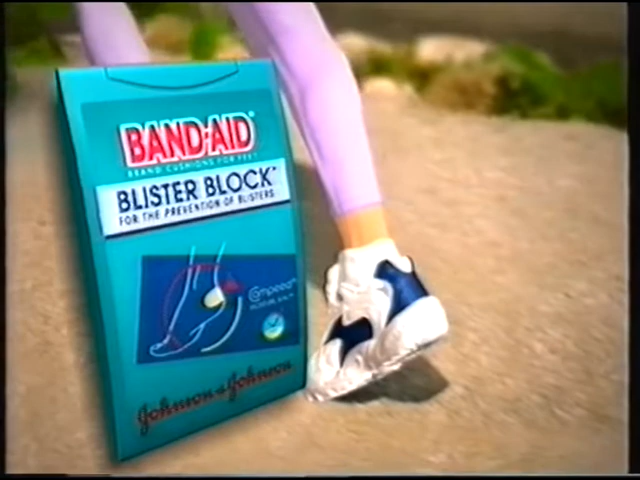 BAND-AID®
BRAND CUSHIONS FOR FEET
BLISTER BLOCK
FOR THE PREVENTION OF BLISTERS
Compeed
Johnson & Johnson